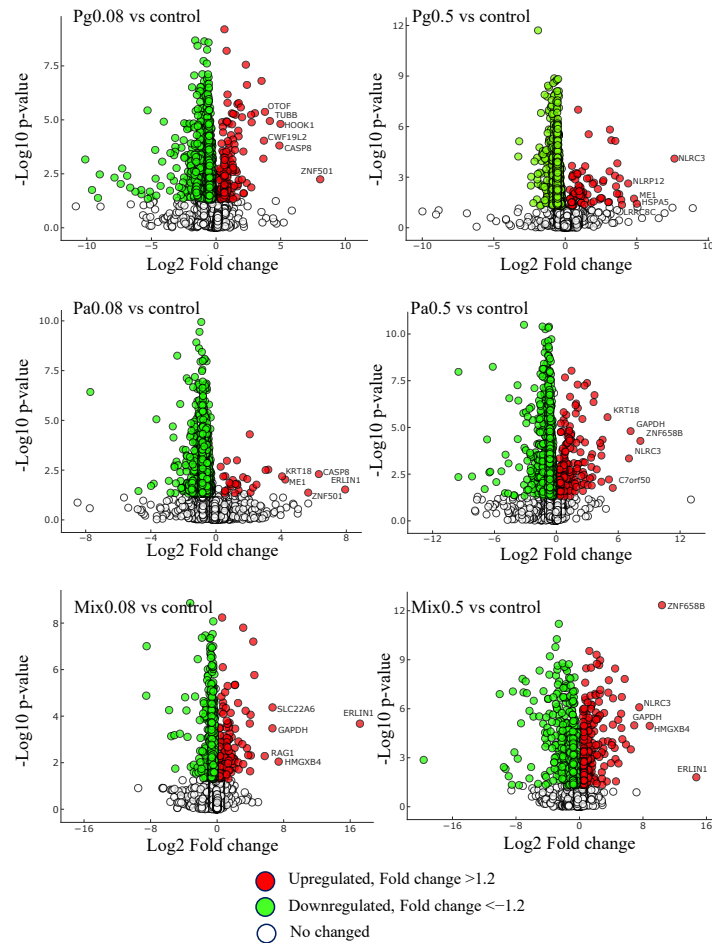 Pg0.08 vs control
Pg0.5 vs control
-Log10 p-value
7.5
5.0
2.5
0.0
OTOF
TUBB
HOOK1
CWF19L2
CASP8
ZNF501
−10
−5
0
5
10
Log2 Fold change
-Log10 p-value
12
9
6
3
0
NLRC3
NLRP12
ME1
HSPA5
LRRC8C
−10
−5
0
5
Log2 Fold change
Pa0.08 vs control
Pa0.5 vs control
-Log10 p-value
10.0
7.5
5.0
2.5
0.0
KRT18
CASP8
ME1
ERLIN1
ZNF501
−8
−4
0
4
8
Log2 Fold change
-Log10 p-value
10.0
7.5
5.0
2.5
0.0
KRT18
GAPDH
ZNF658B
NLRC3
C7orf50
−12
−6
0
6
12
Log2 Fold change
Mix0.08 vs control
Mix0.5 vs control
-Log10 p-value
8
6
4
2
0
SLC22A6
ERLIN1
GAPDH
RAG1
HMGXB4
−16
−8
0
8
16
Log2 Fold change
-Log10 p-value
12
9
6
3
0
ZNF658B
NLRC3
GAPDH
HMGXB4
ERLIN1
−16
−8
0
8
16
Log2 Fold change
Upregulated, Fold change >1.2
Downregulated, Fold change <−1.2
No changed